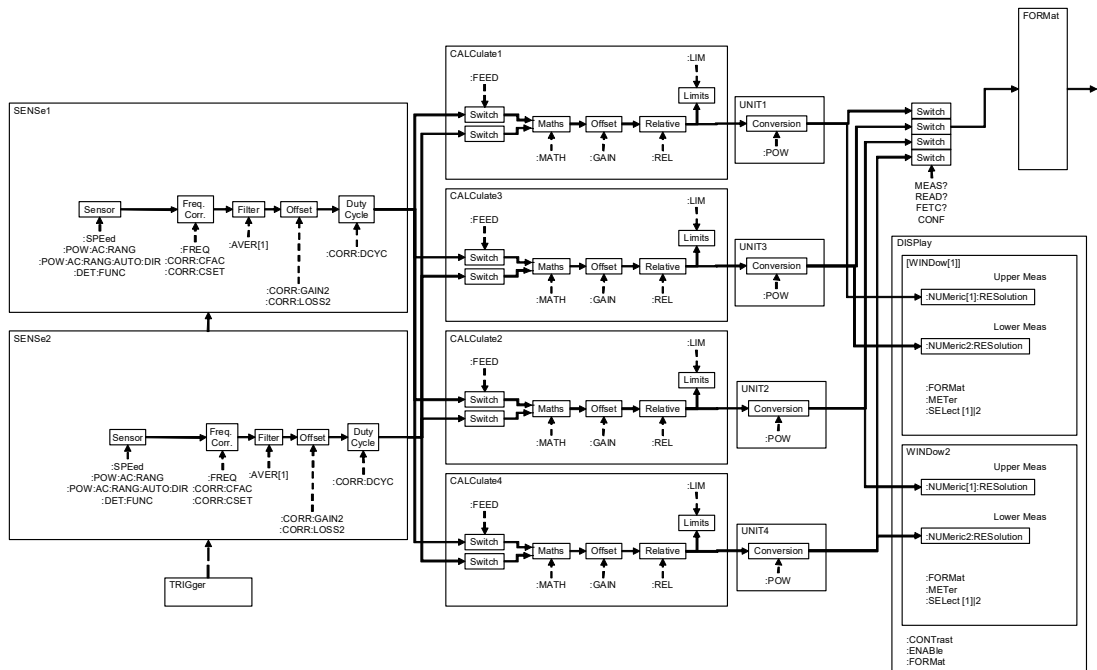 SENSe1
Sensor
:SPEed
:POW:AC:RANG
:POW:AC:RANG:AUTO:DIR
:DET:FUNC
Freq.
Corr.
:FREQ
:CORR:CFAC
:CORR:CSET
Filter
:AVER[1]
Offset
:CORR:GAIN2
:CORR:LOSS2
Duty
Cycle
:CORR:DCYC
SENSe2
Sensor
:SPEed
:POW:AC:RANG
:POW:AC:RANG:AUTO:DIR
:DET:FUNC
Freq.
Corr.
:FREQ
:CORR:CFAC
:CORR:CSET
Filter
:AVER[1]
Offset
:CORR:GAIN2
:CORR:LOSS2
Duty
Cycle
:CORR:DCYC
TRIGger
CALCulate1
:FEED
Switch
Switch
Maths
:MATH
Offset
:GAIN
Relative
:REL
:LIM
Limits
UNIT1
Conversion
:POW
CALCulate3
:FEED
Switch
Switch
Maths
:MATH
Offset
:GAIN
Relative
:REL
:LIM
Limits
UNIT3
Conversion
:POW
CALCulate2
:FEED
Switch
Switch
Maths
:MATH
Offset
:GAIN
Relative
:REL
:LIM
Limits
UNIT2
Conversion
:POW
CALCulate4
:FEED
Switch
Switch
Maths
:MATH
Offset
:GAIN
Relative
:REL
:LIM
Limits
UNIT4
Conversion
:POW
Switch
Switch
Switch
Switch
MEAS?
READ?
FETC?
CONF
FORMat
DISPlay
[WINDow[1]]
Upper Meas
:NUMeric[1]:RESolution
Lower Meas
:NUMeric2:RESolution
:FORMat
:METer
:SELect [1]|2
WINDow2
Upper Meas
:NUMeric[1]:RESolution
Lower Meas
:NUMeric2:RESolution
:FORMat
:METer
:SELect [1]|2
:CONTrast
:ENABle
:FORMat